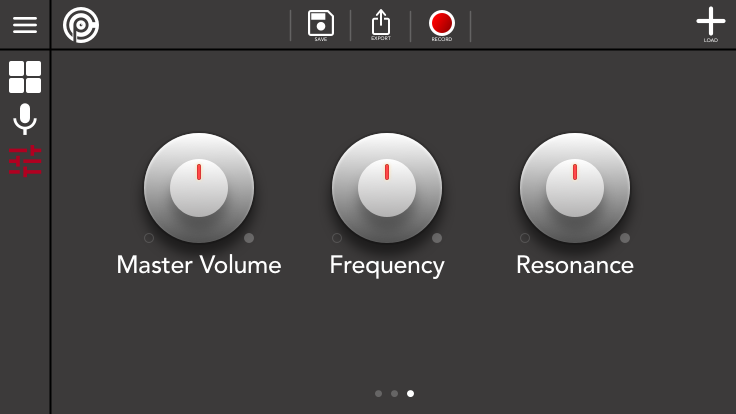 SAVE
EXPORT
RECORD
LOAD
Master Volume
Frequency
Resonance